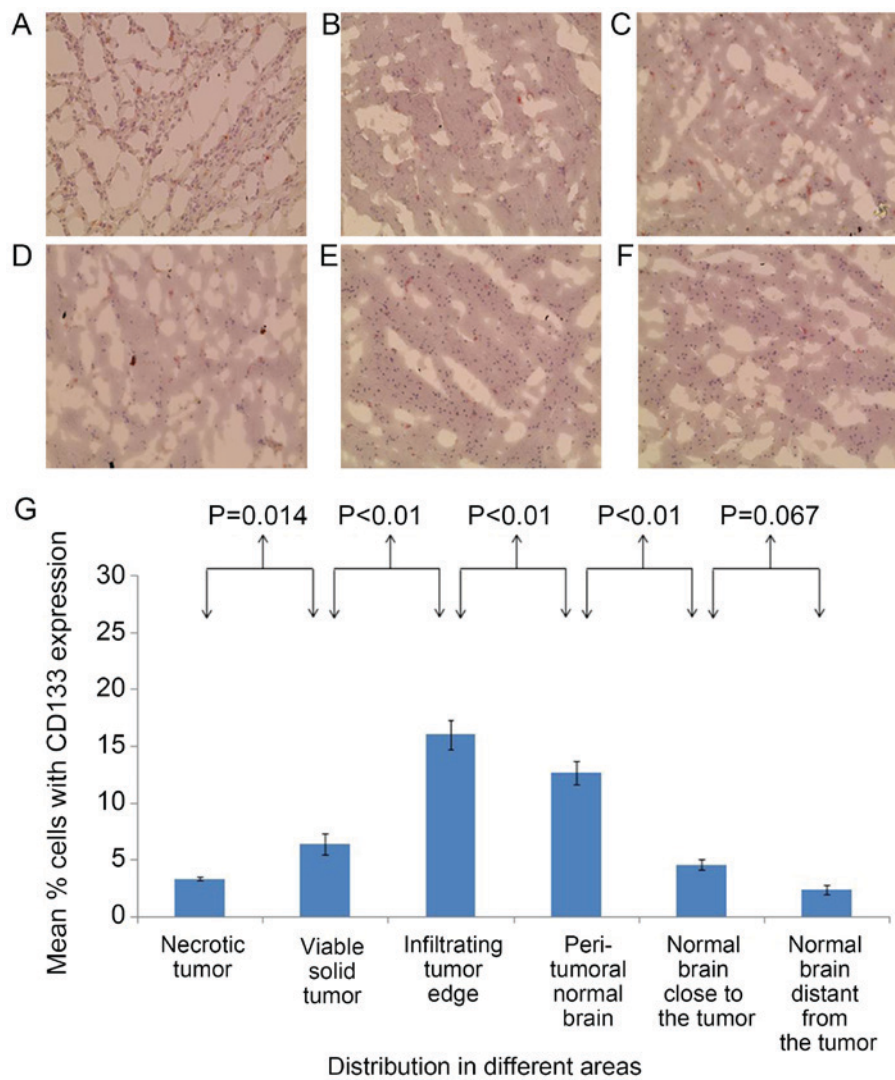 A
B
C
D
E
F
G
P=0.014
P<0.01
P<0.01
P<0.01
P=0.067
Mean % cells with CD133 expression
30
25
20
15
10
5
0
Necrotic
tumor
Viable
solid
tumor
Infiltrating
tumor
edge
Peri-
tumoral
normal
brain
Normal
brain
close to
the tumor
Normal
brain
distant
from
the tumor
Distribution in different areas